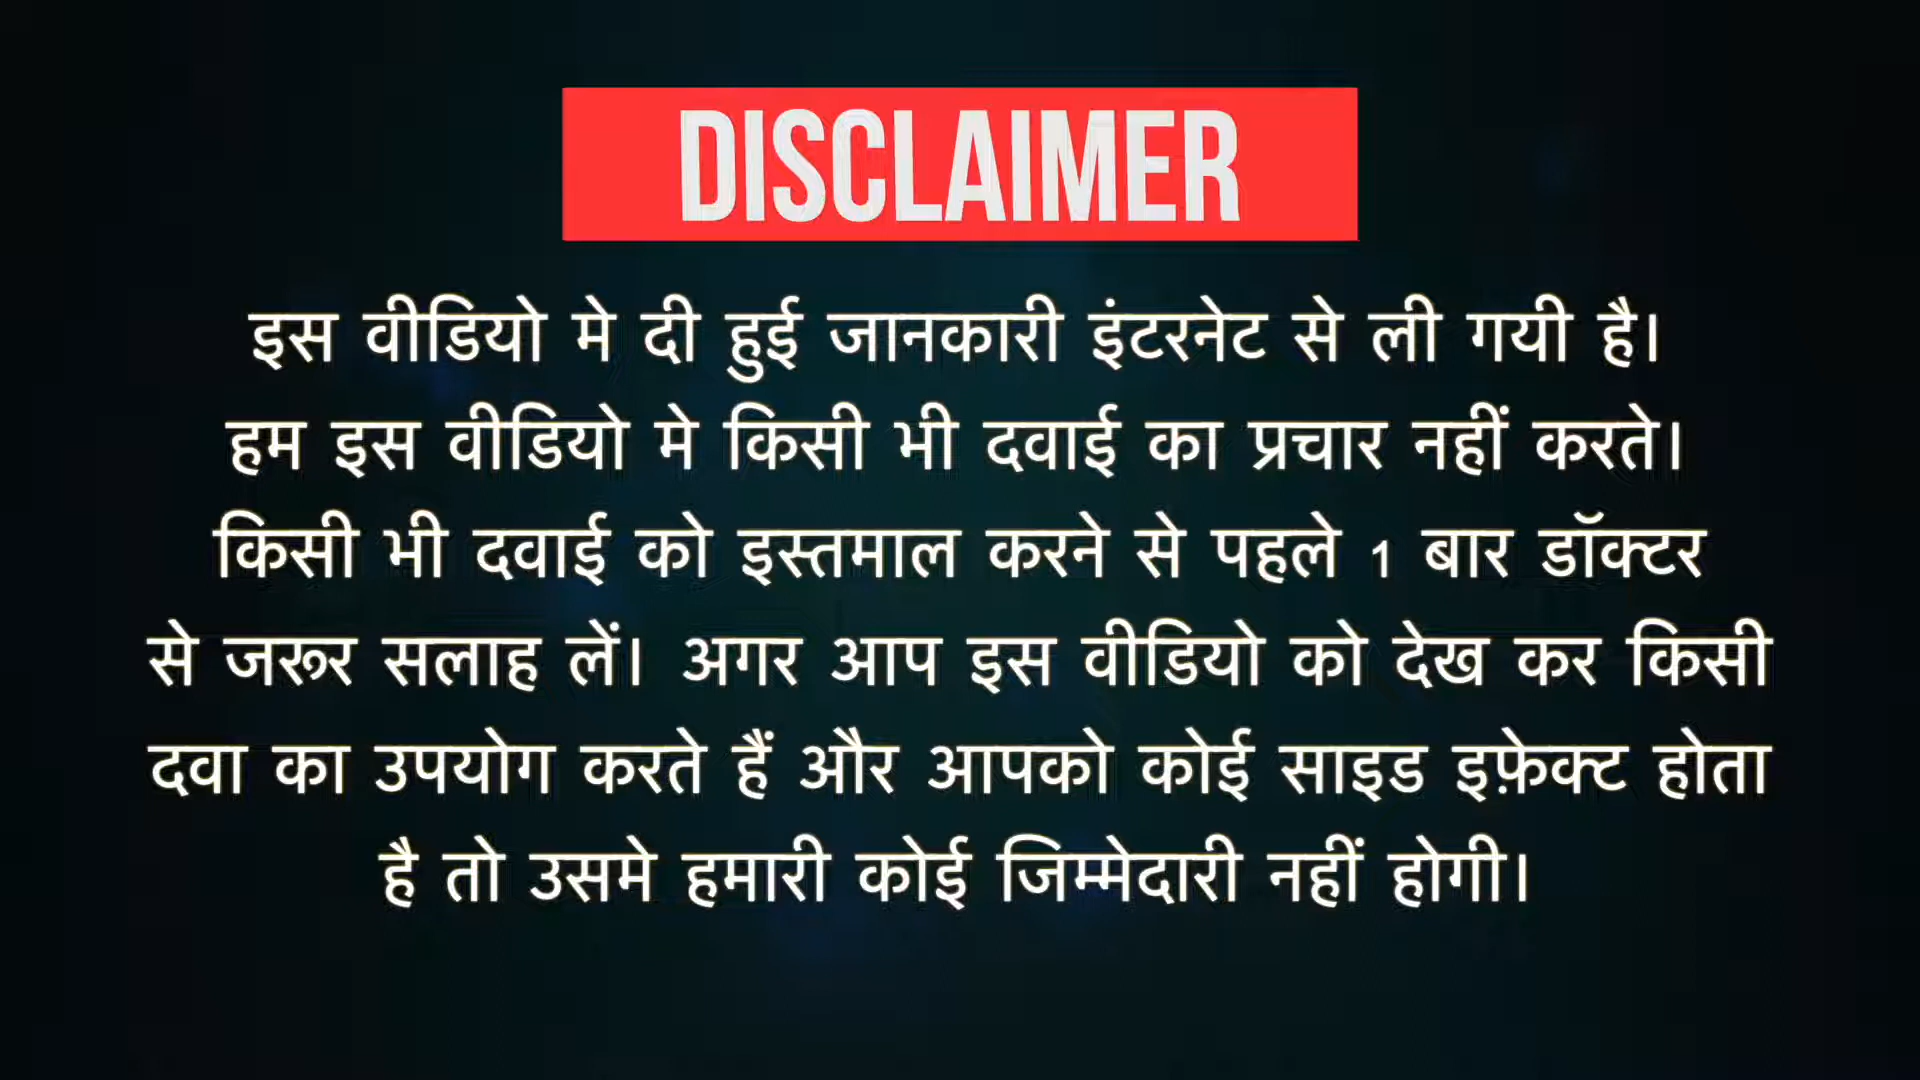 DISCLAIMER
इस वीडियो मे दी हुई जानकारी इंटरनेट से ली गयी है।
हम इस वीडियो मे किसी भी दवाई का प्रचार नहीं करते।
किसी भी दवाई को इस्तमाल करने से पहले 1 बार डॉक्टर
से जरूर सलाह लें। अगर आप इस वीडियो को देख कर किसी
दवा का उपयोग करते हैं और आपको कोई साइड इफ़ेक्ट होता
है तो उसमे हमारी कोई जिम्मेदारी नहीं होगी।